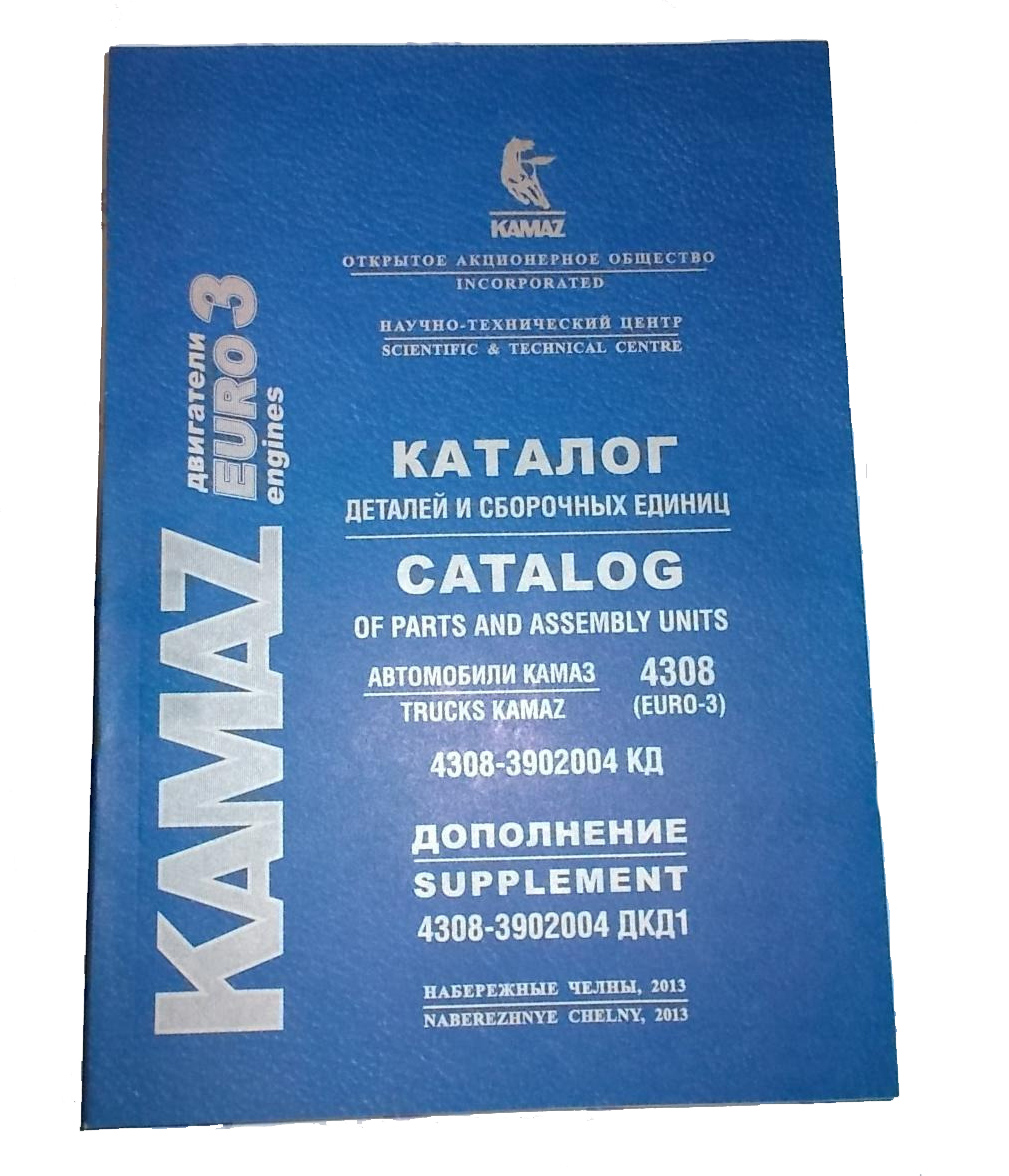 KAMAZ
ОТКРЫТОЕ АКЦИОНЕРНОЕ ОБЩЕСТВО
INCORPORATED
НАУЧНО-ТЕХНИЧЕСКИЙ ЦЕНТР
SCIENTIFIC & TECHNICAL CENTRE
KAMAZ
двигатели
EURO 3
engines
КАТАЛОГ
ДЕТАЛЕЙ И СБОРОЧНЫХ ЕДИНИЦ
CATALOG
OF PARTS AND ASSEMBLY UNITS
АВТОМОБИЛИ КАМАЗ 4308
TRUCKS KAMAZ (EURO-3)
4308-3902004 КД
ДОПОЛНЕНИЕ
SUPPLEMENT
4308-3902004 ДКД1
НАБЕРЕЖНЫЕ ЧЕЛНЫ, 2013
NABEREZHNYE CHELNY, 2013